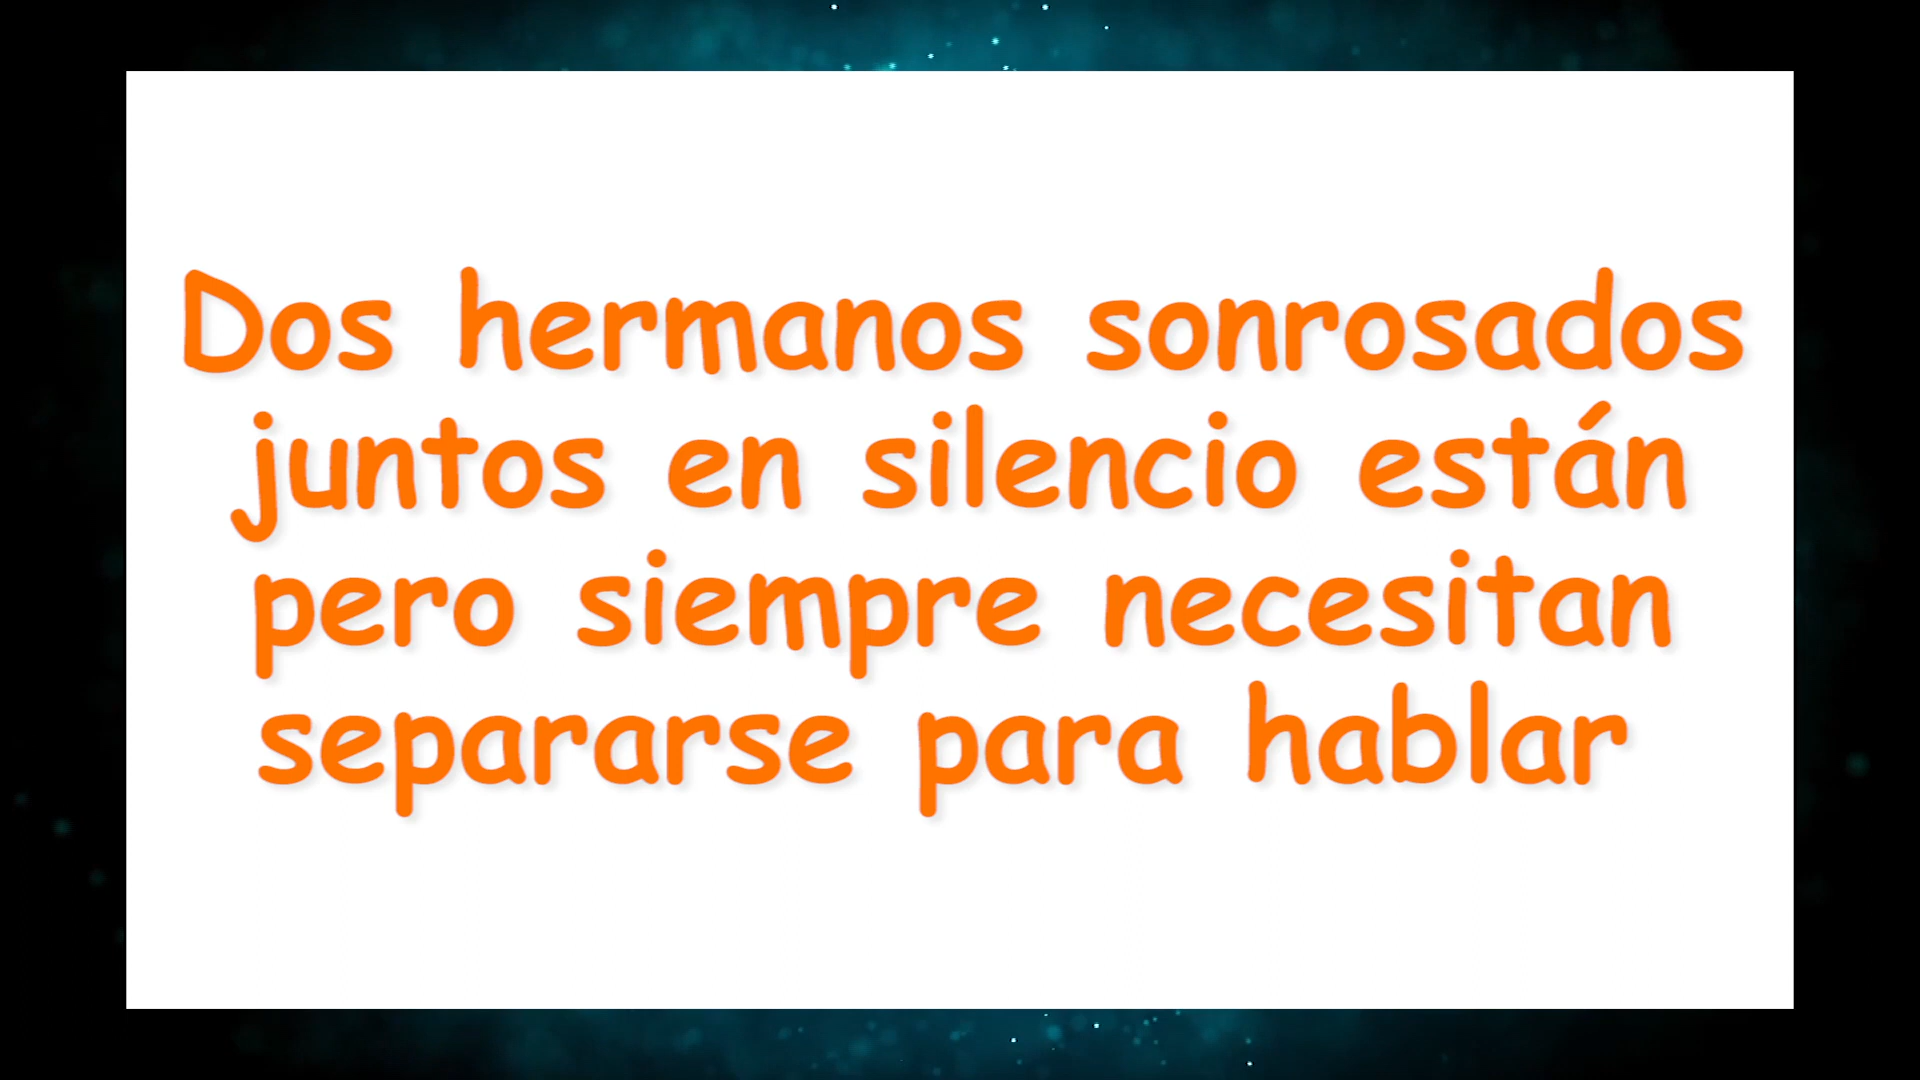 Dos hermanos sonrosados
juntos en silencio están
pero siempre necesitan
separarse para hablar